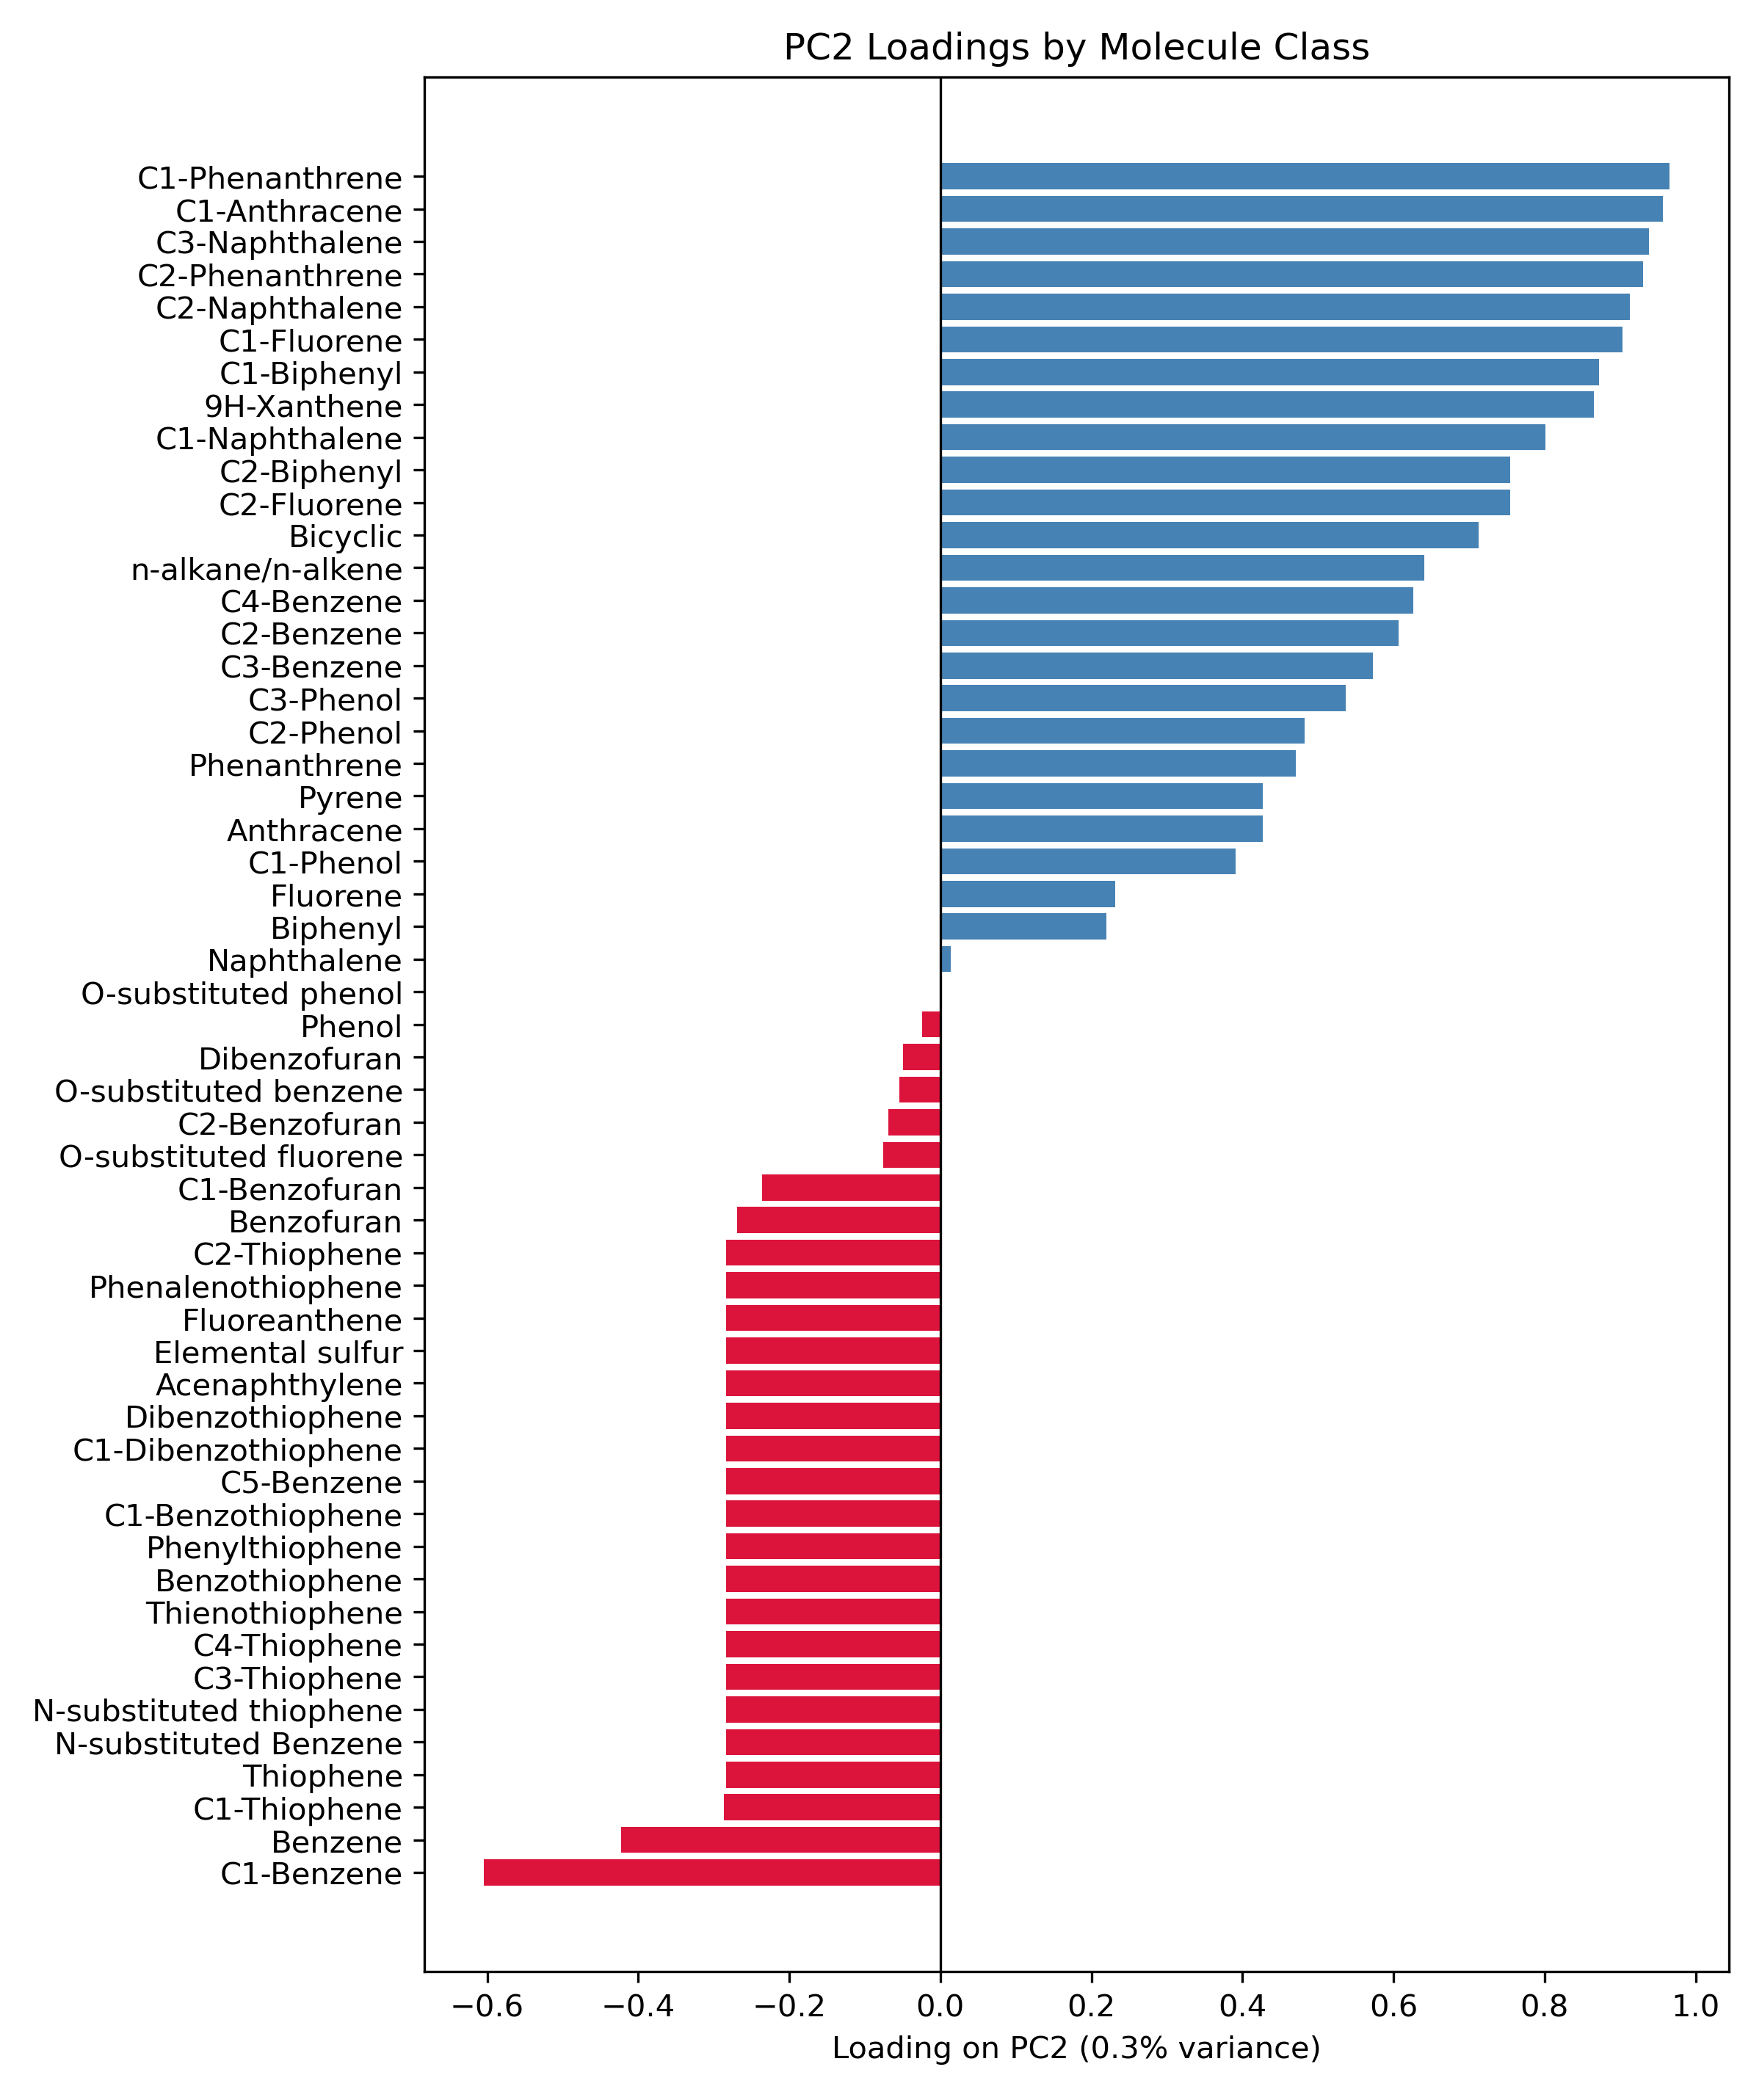 PC2 Loadings by Molecule Class
C1-Phenanthrene
C1-Anthracene
C3-Naphthalene
C2-Phenanthrene
C2-Naphthalene
C1-Fluorene
C1-Biphenyl
9H-Xanthene
C1-Naphthalene
C2-Biphenyl
C2-Fluorene
Bicyclic
n-alkane/n-alkene
C4-Benzene
C2-Benzene
C3-Benzene
C3-Phenol
C2-Phenol
Phenanthrene
Pyrene
Anthracene
C1-Phenol
Fluorene
Biphenyl
Naphthalene
O-substituted phenol
Phenol
Dibenzofuran
O-substituted benzene
C2-Benzofuran
O-substituted fluorene
C1-Benzofuran
Benzofuran
C2-Thiophene
Phenalenothiophene
Fluoreanthene
Elemental sulfur
Acenaphthylene
Dibenzothiophene
C1-Dibenzothiophene
C5-Benzene
C1-Benzothiophene
Phenylthiophene
Benzothiophene
Thienothiophene
C4-Thiophene
C3-Thiophene
N-substituted thiophene
N-substituted Benzene
Thiophene
C1-Thiophene
Benzene
C1-Benzene
−0.6 −0.4 −0.2 0.0 0.2 0.4 0.6 0.8 1.0
Loading on PC2 (0.3% variance)